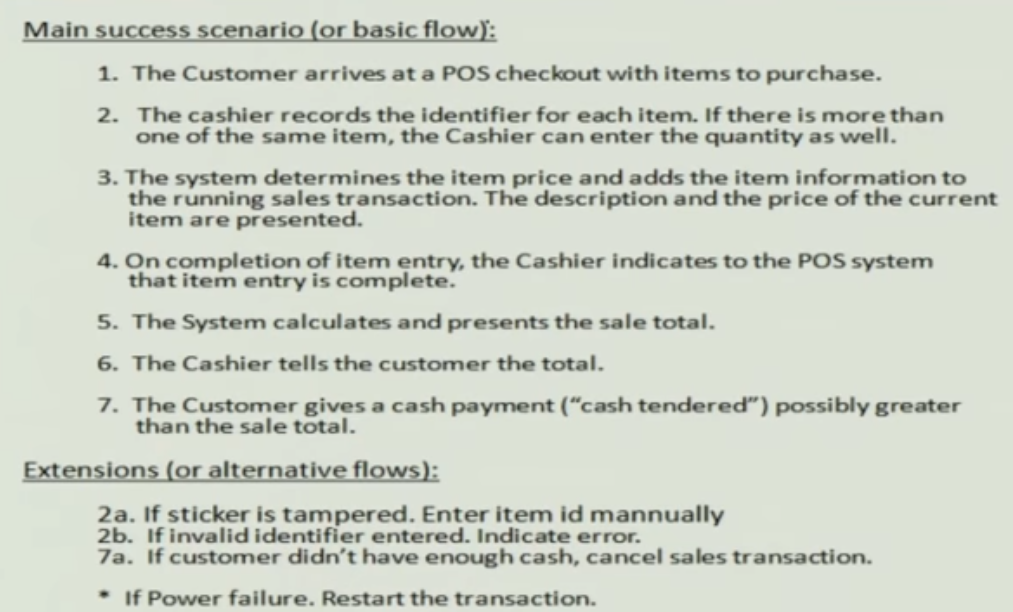 Main success scenario (or basic flow):
1. The Customer arrives at a POS checkout with items to purchase.
2. The cashier records the identifier for each item. If there is more than
one of the same item, the Cashier can enter the quantity as well.
3. The system determines the item price and adds the item information to
the running sales transaction. The description and the price of the current
item are presented.
4. On completion of item entry, the Cashier indicates to the POS system
that item entry is complete.
5. The System calculates and presents the sale total.
6. The Cashier tells the customer the total.
7. The Customer gives a cash payment (“cash tendered”) possibly greater
than the sale total.
Extensions (or alternative flows):
2a. If sticker is tampered. Enter item id mannually
2b. If invalid identifier entered. Indicate error.
7a. If customer didn’t have enough cash, cancel sales transaction.
* If Power failure. Restart the transaction.